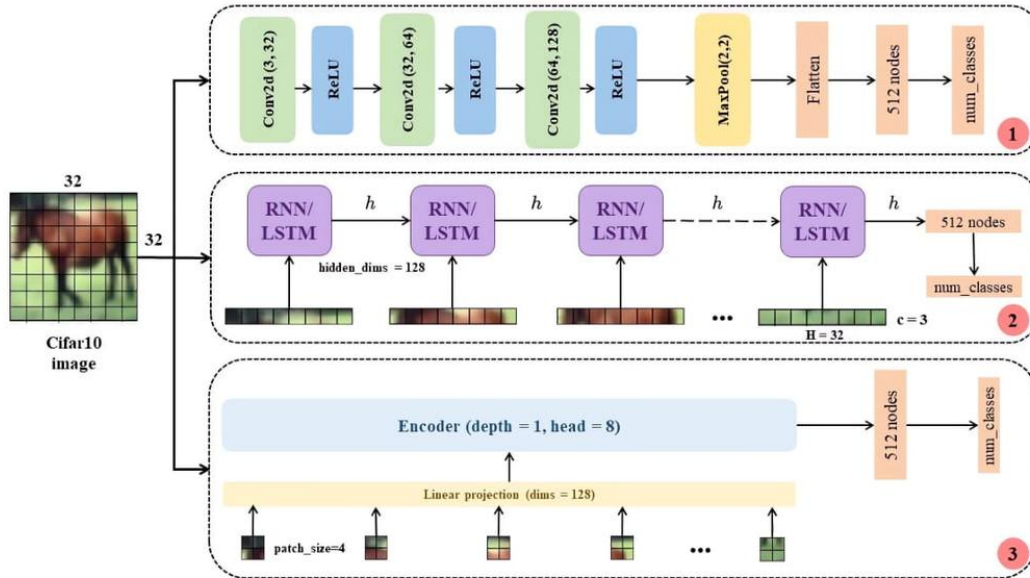 Conv2d (3, 32)
ReLU
Conv2d (32, 64)
ReLU
Conv2d (64, 128)
ReLU
MaxPool(2,2)
Flatten
512 nodes
num_classes
1
32
32
Cifar10
image
RNN/
LSTM
h
RNN/
LSTM
h
RNN/
LSTM
h
RNN/
LSTM
h
512 nodes
num_classes
hidden_dims = 128
...
c = 3
H = 32
2
Encoder (depth = 1, head = 8)
512 nodes
num_classes
Linear projection (dims = 128)
patch_size=4
...
3